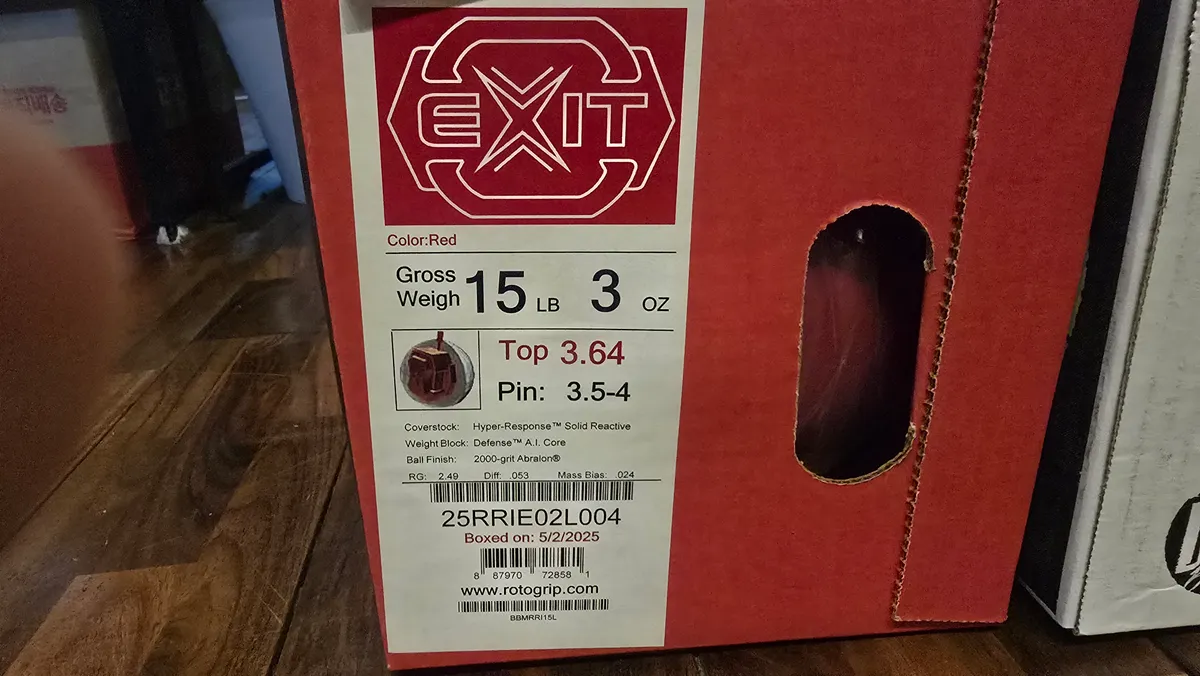 EXIT
Color:Red
Gross
Weigh 15 LB 3 OZ
Top 3.64
Pin: 3.5-4
Coverstock: Hyper-Response™ Solid Reactive
Weight Block: Defense™ A.I. Core
Ball Finish: 2000-grit Abralon®
RG: 2.49 Diff: .053 Mass Bias: .024
25RRIE02L004
Boxed on: 5/2/2025
8 87970 72858 1
www.rotogrip.com
BBMRRI15L